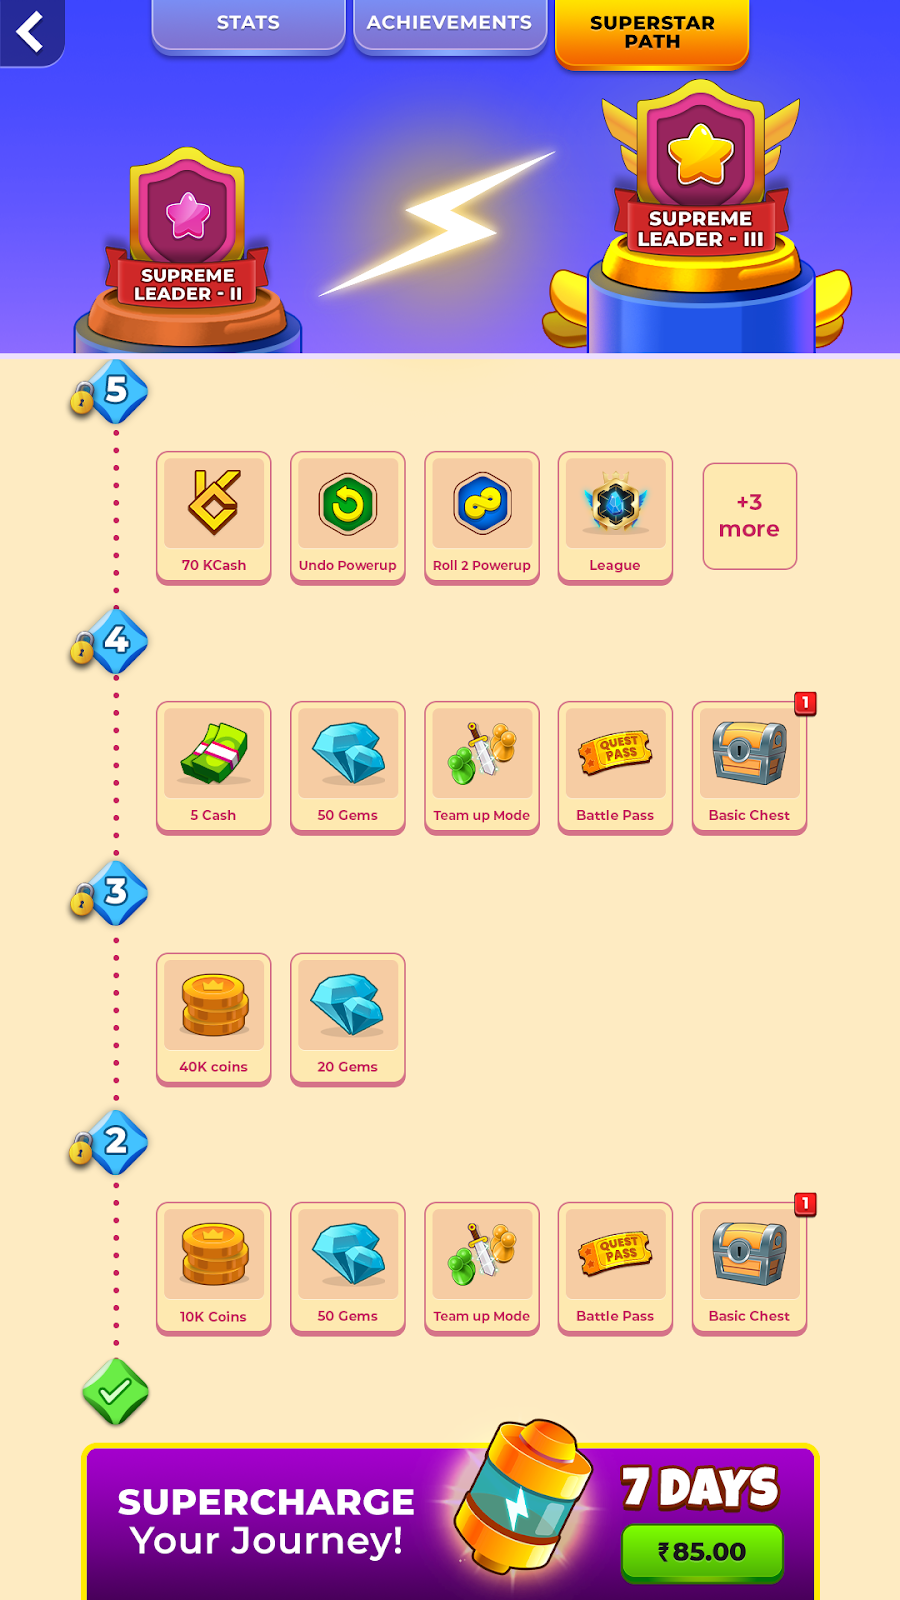 STATS
ACHIEVEMENTS
SUPERSTAR
PATH
SUPREME
LEADER - II
SUPREME
LEADER - III
5
70 KCash
Undo Powerup
Roll 2 Powerup
League
+3
more
4
1
QUEST
PASS
5 Cash
50 Gems
Team up Mode
Battle Pass
Basic Chest
3
40K coins
20 Gems
2
1
QUEST
PASS
10K Coins
50 Gems
Team up Mode
Battle Pass
Basic Chest
SUPERCHARGE
Your Journey!
7 DAYS
₹85.00